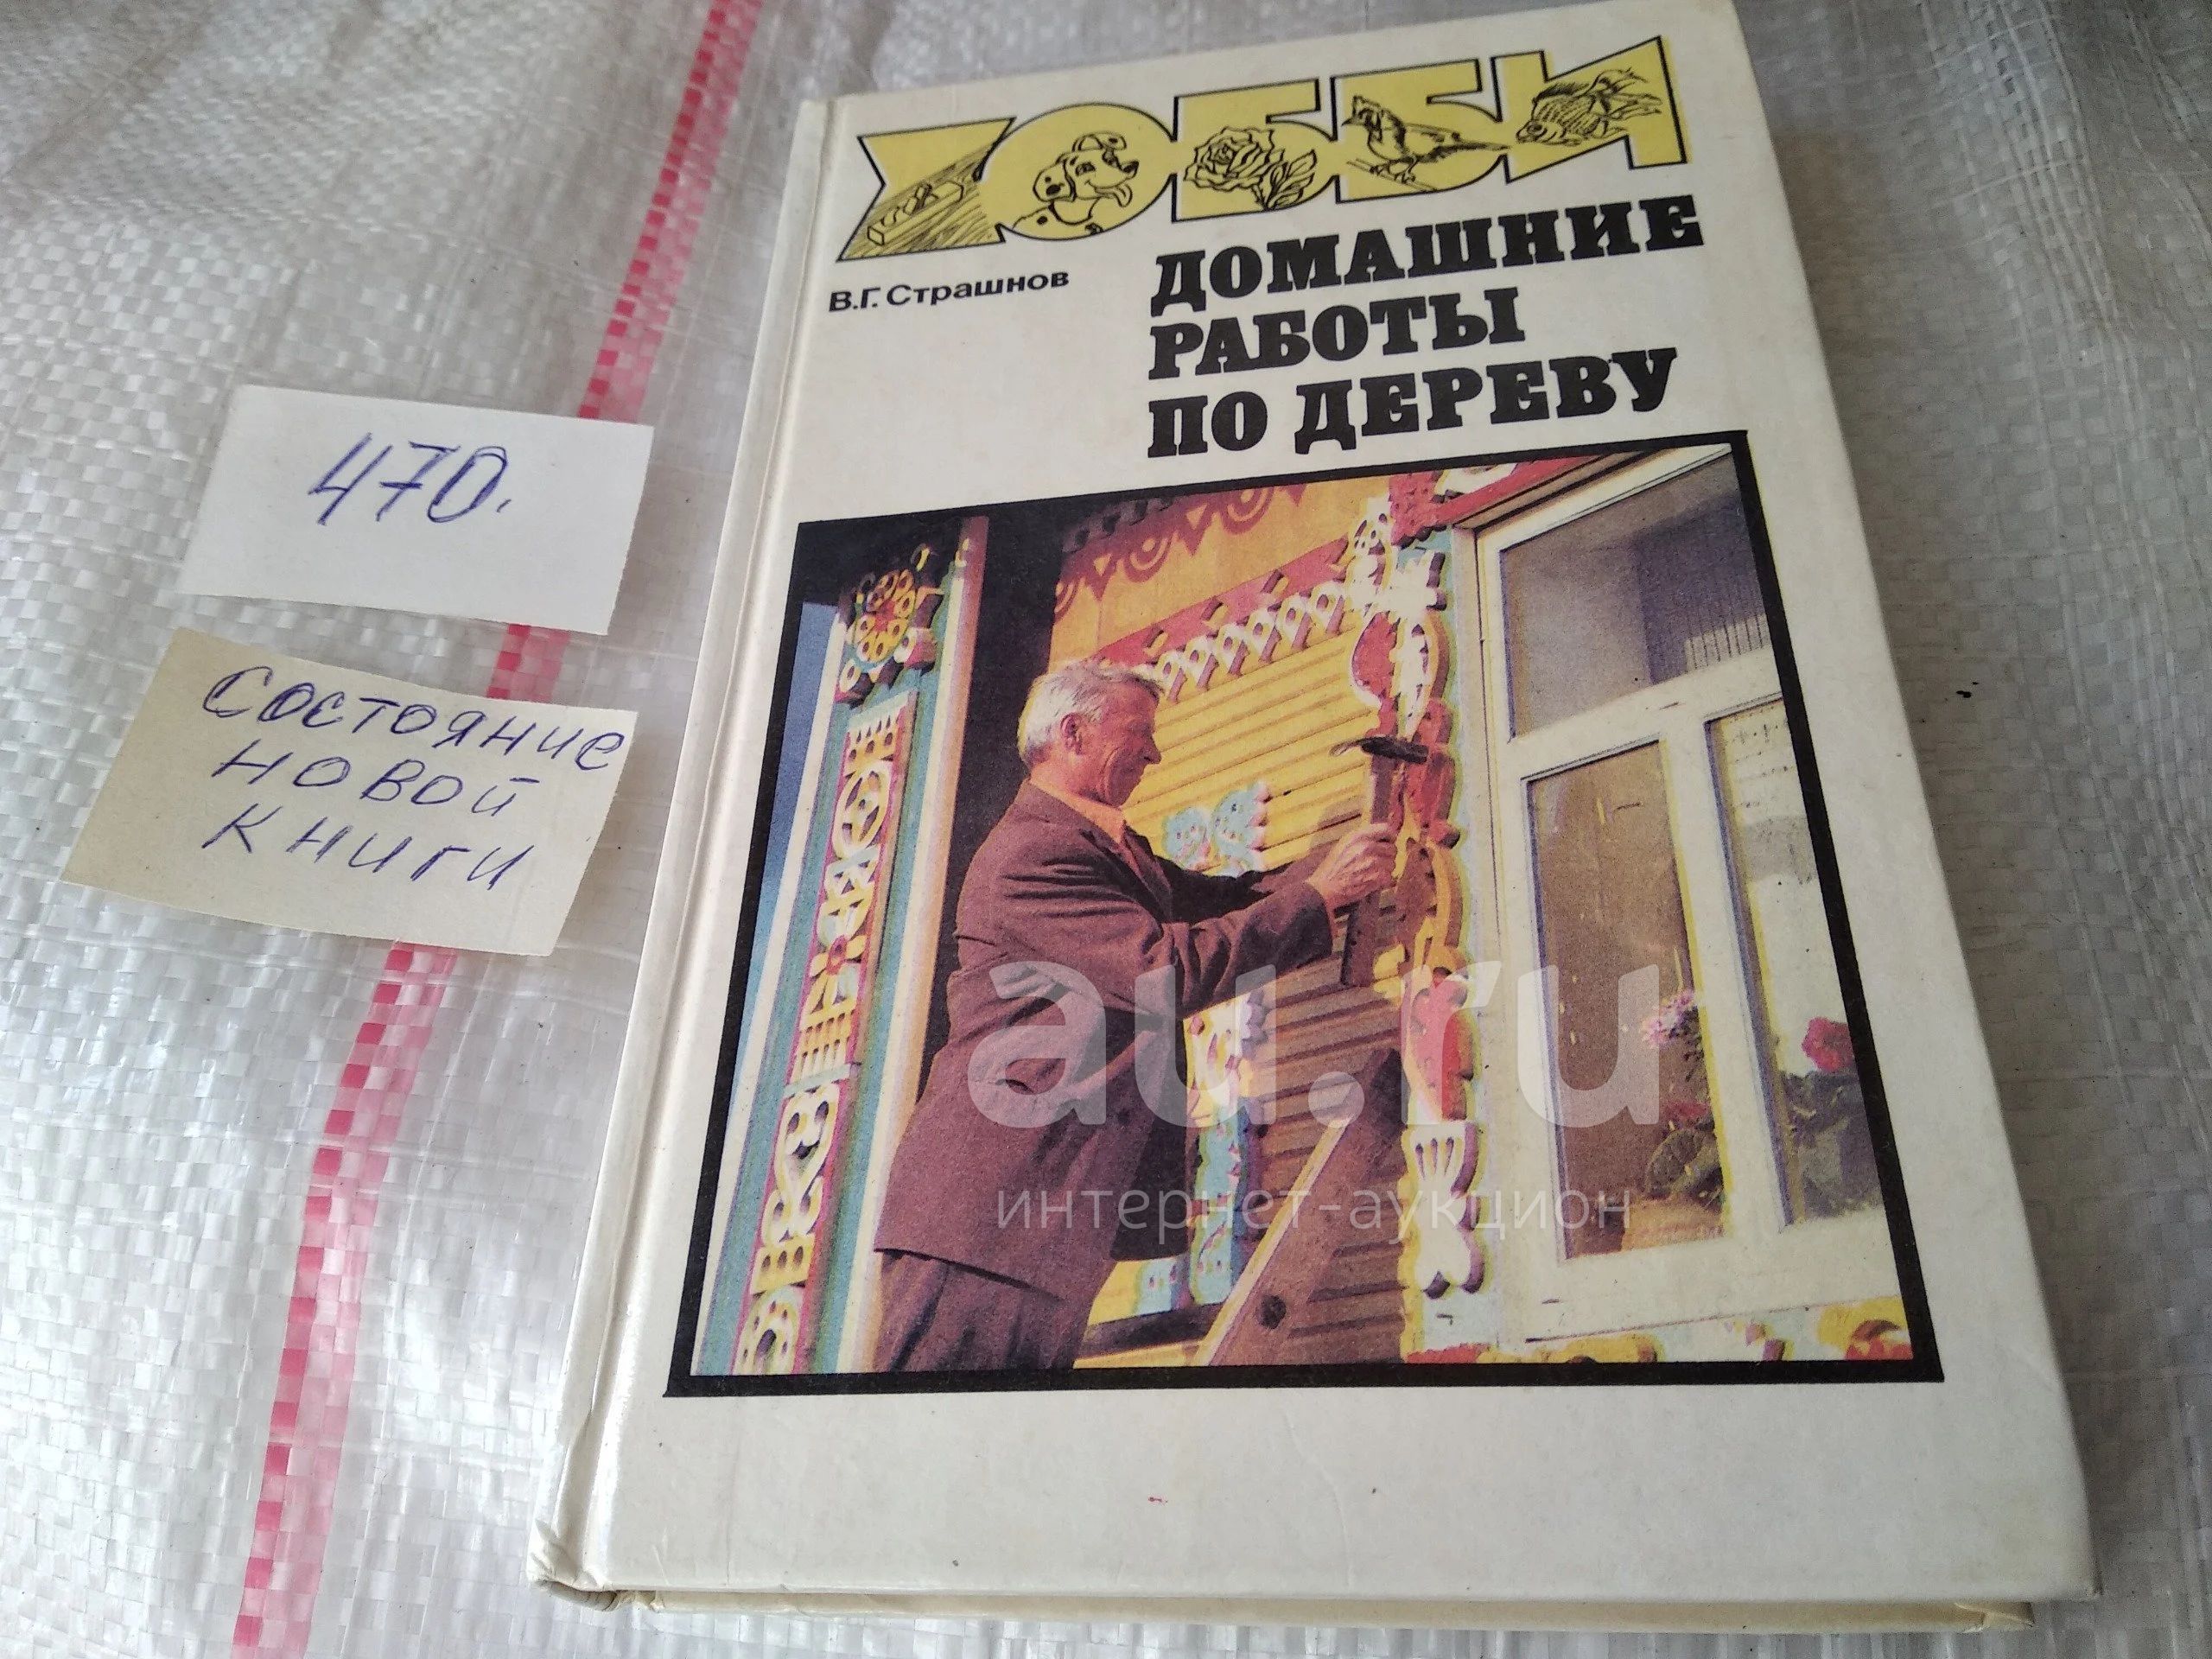 ХОББИ
В.Г. Страшнов
ДОМАШНИЕ
РАБОТЫ
ПО ДЕРЕВУ
470.
Состояние
новой
книги
au.ru
интернет-аукцион